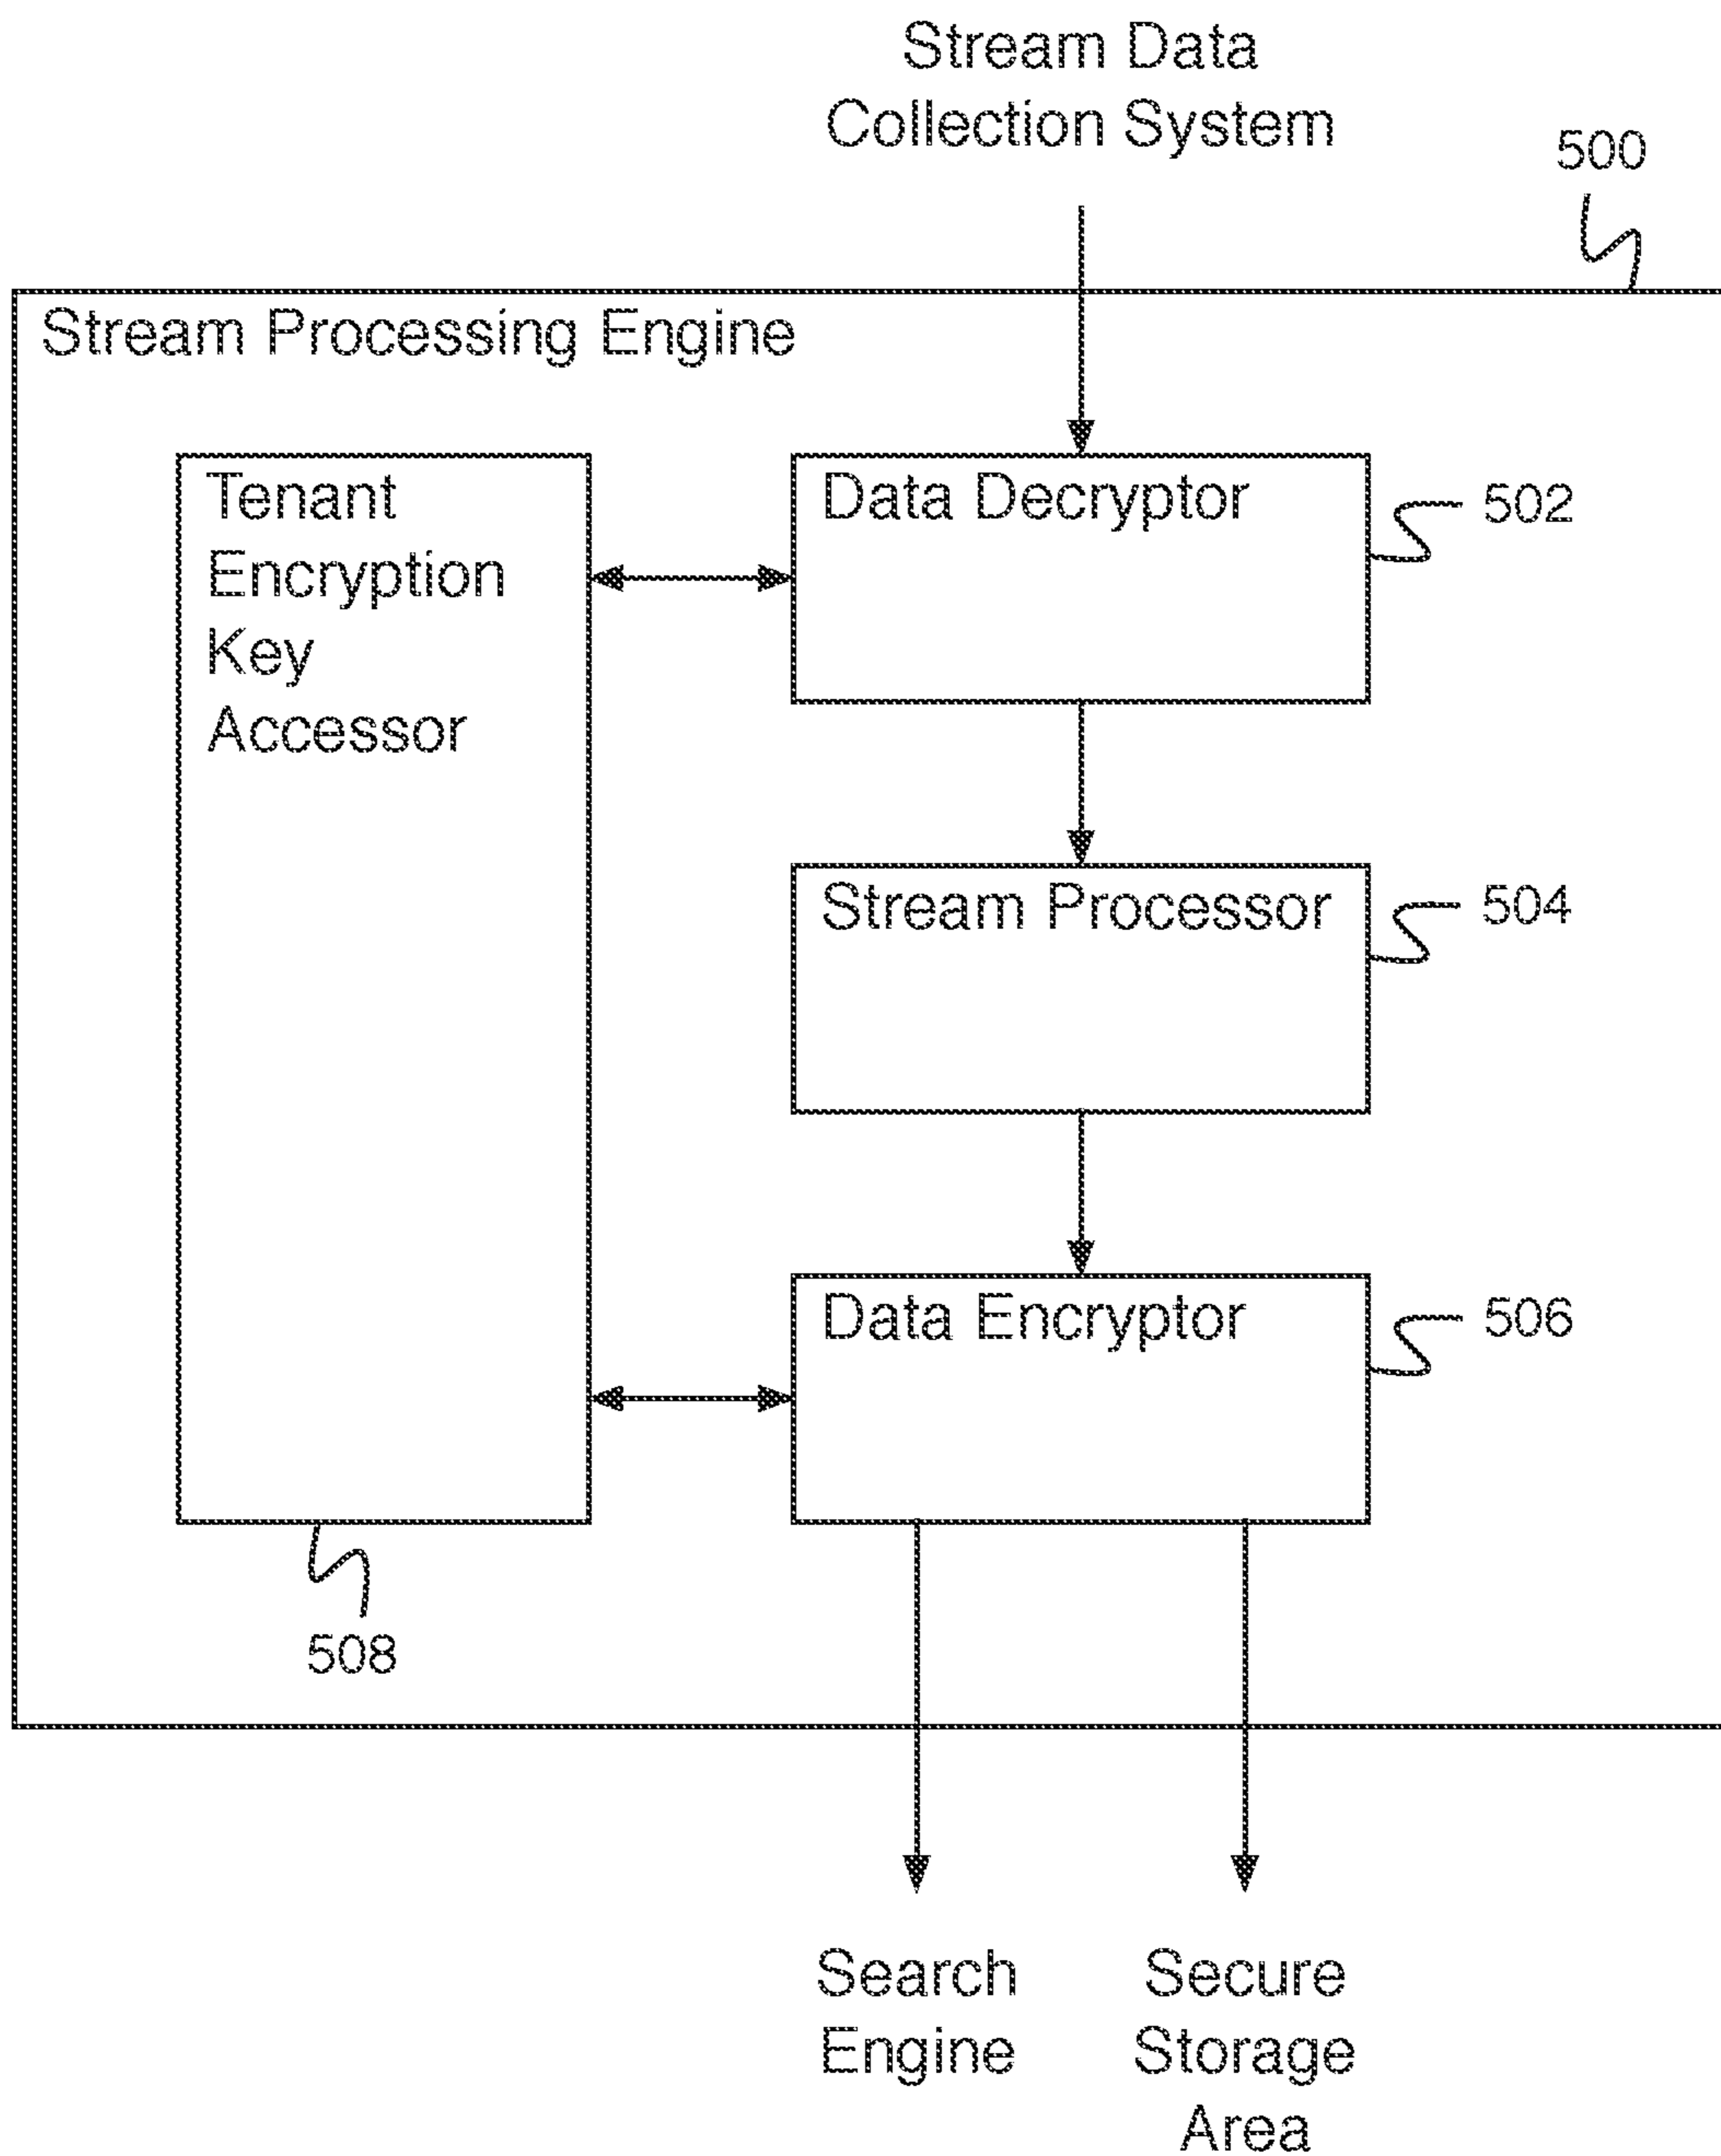 Stream Data
Collection System
500
Stream Processing Engine
Tenant
Encryption
Key
Accessor
Data Decryptor
502
Stream Processor
504
Data Encryptor
506
508
Search
Engine
Secure
Storage
Area